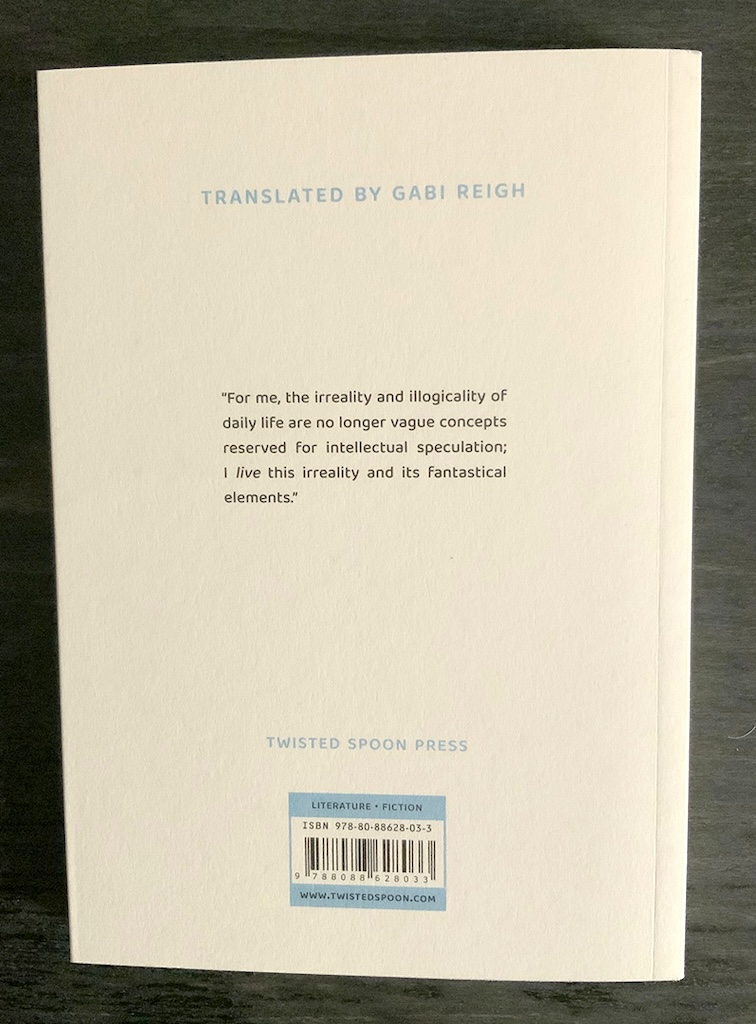 TRANSLATED BY GABI REIGH
“For me, the irreality and illogicality of
daily life are no longer vague concepts
reserved for intellectual speculation;
I live this irreality and its fantastical
elements.”
TWISTED SPOON PRESS
LITERATURE • FICTION
ISBN 978-80-88628-03-3
9 788088 628033
WWW.TWISTEDSPOON.COM